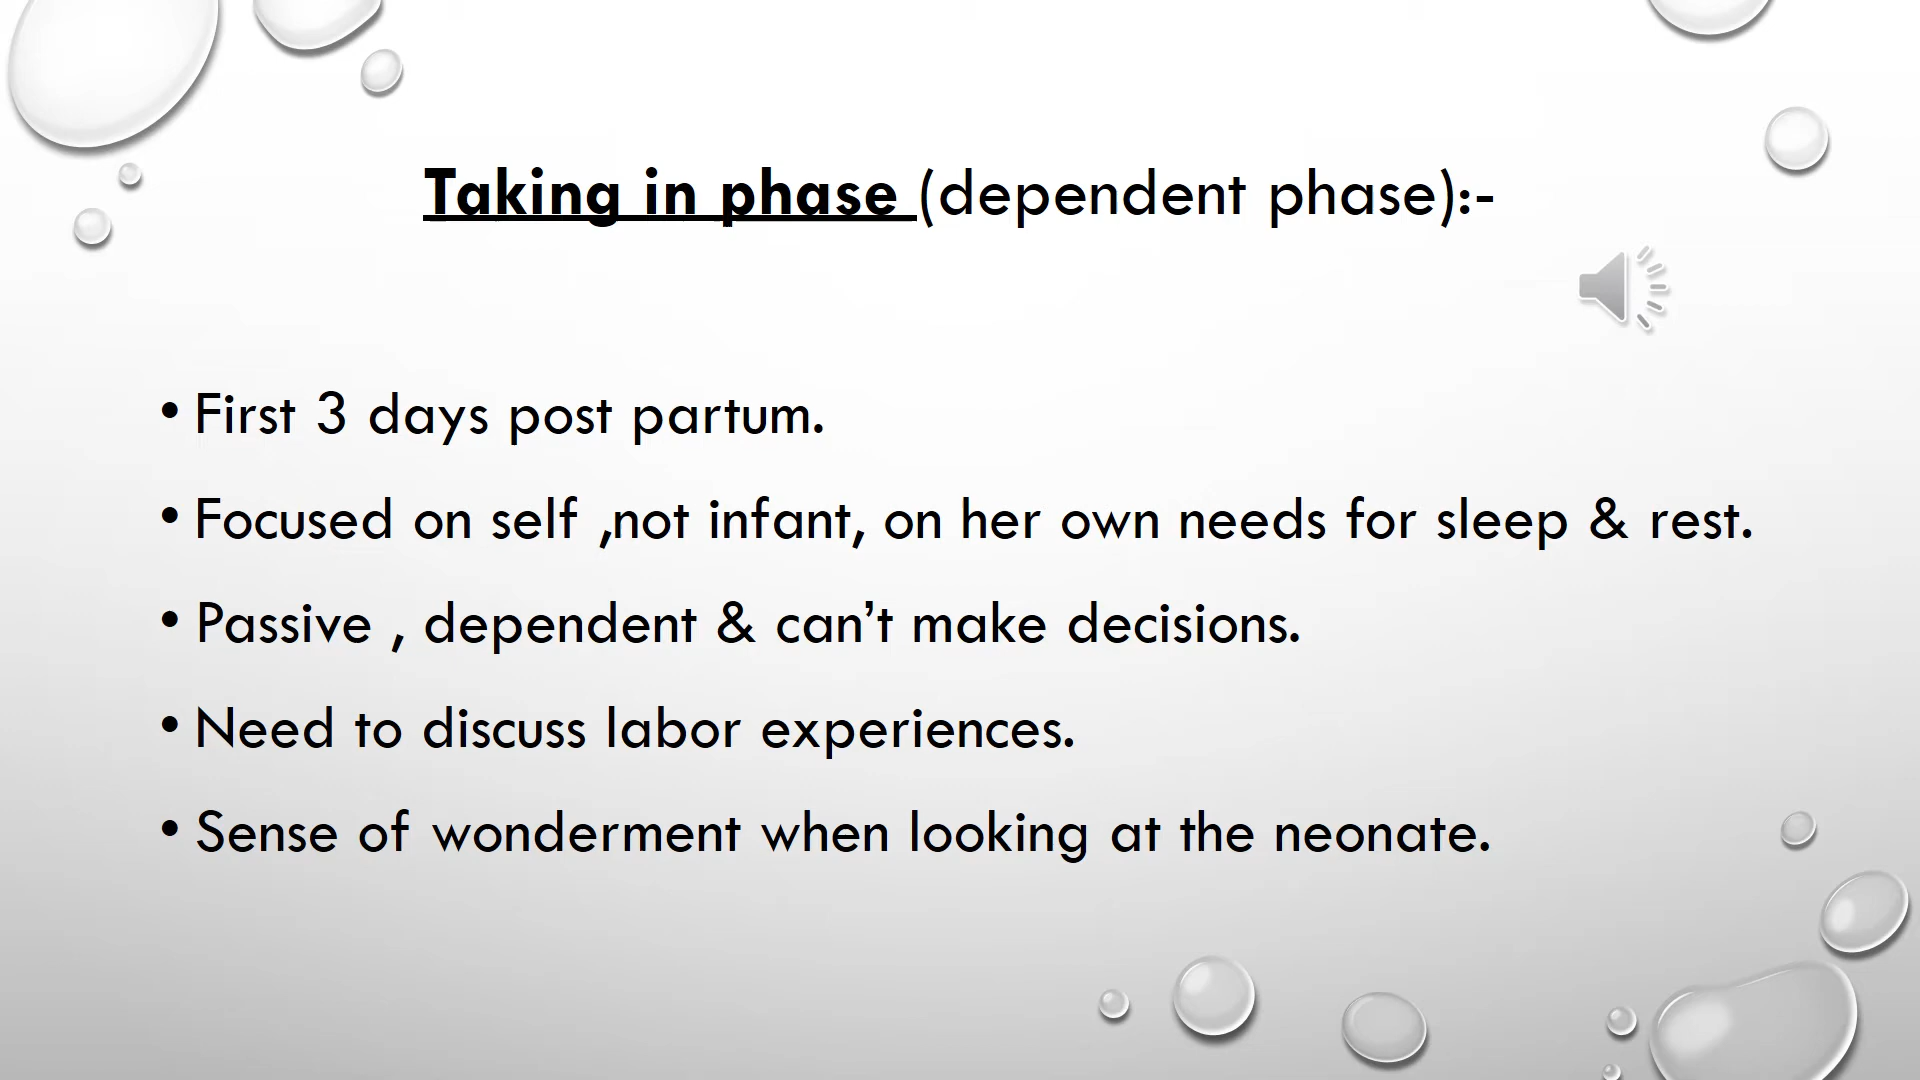 Taking in phase (dependent phase):-
• First 3 days post partum.
• Focused on self ,not infant, on her own needs for sleep & rest.
• Passive , dependent & can’t make decisions.
• Need to discuss labor experiences.
• Sense of wonderment when looking at the neonate.